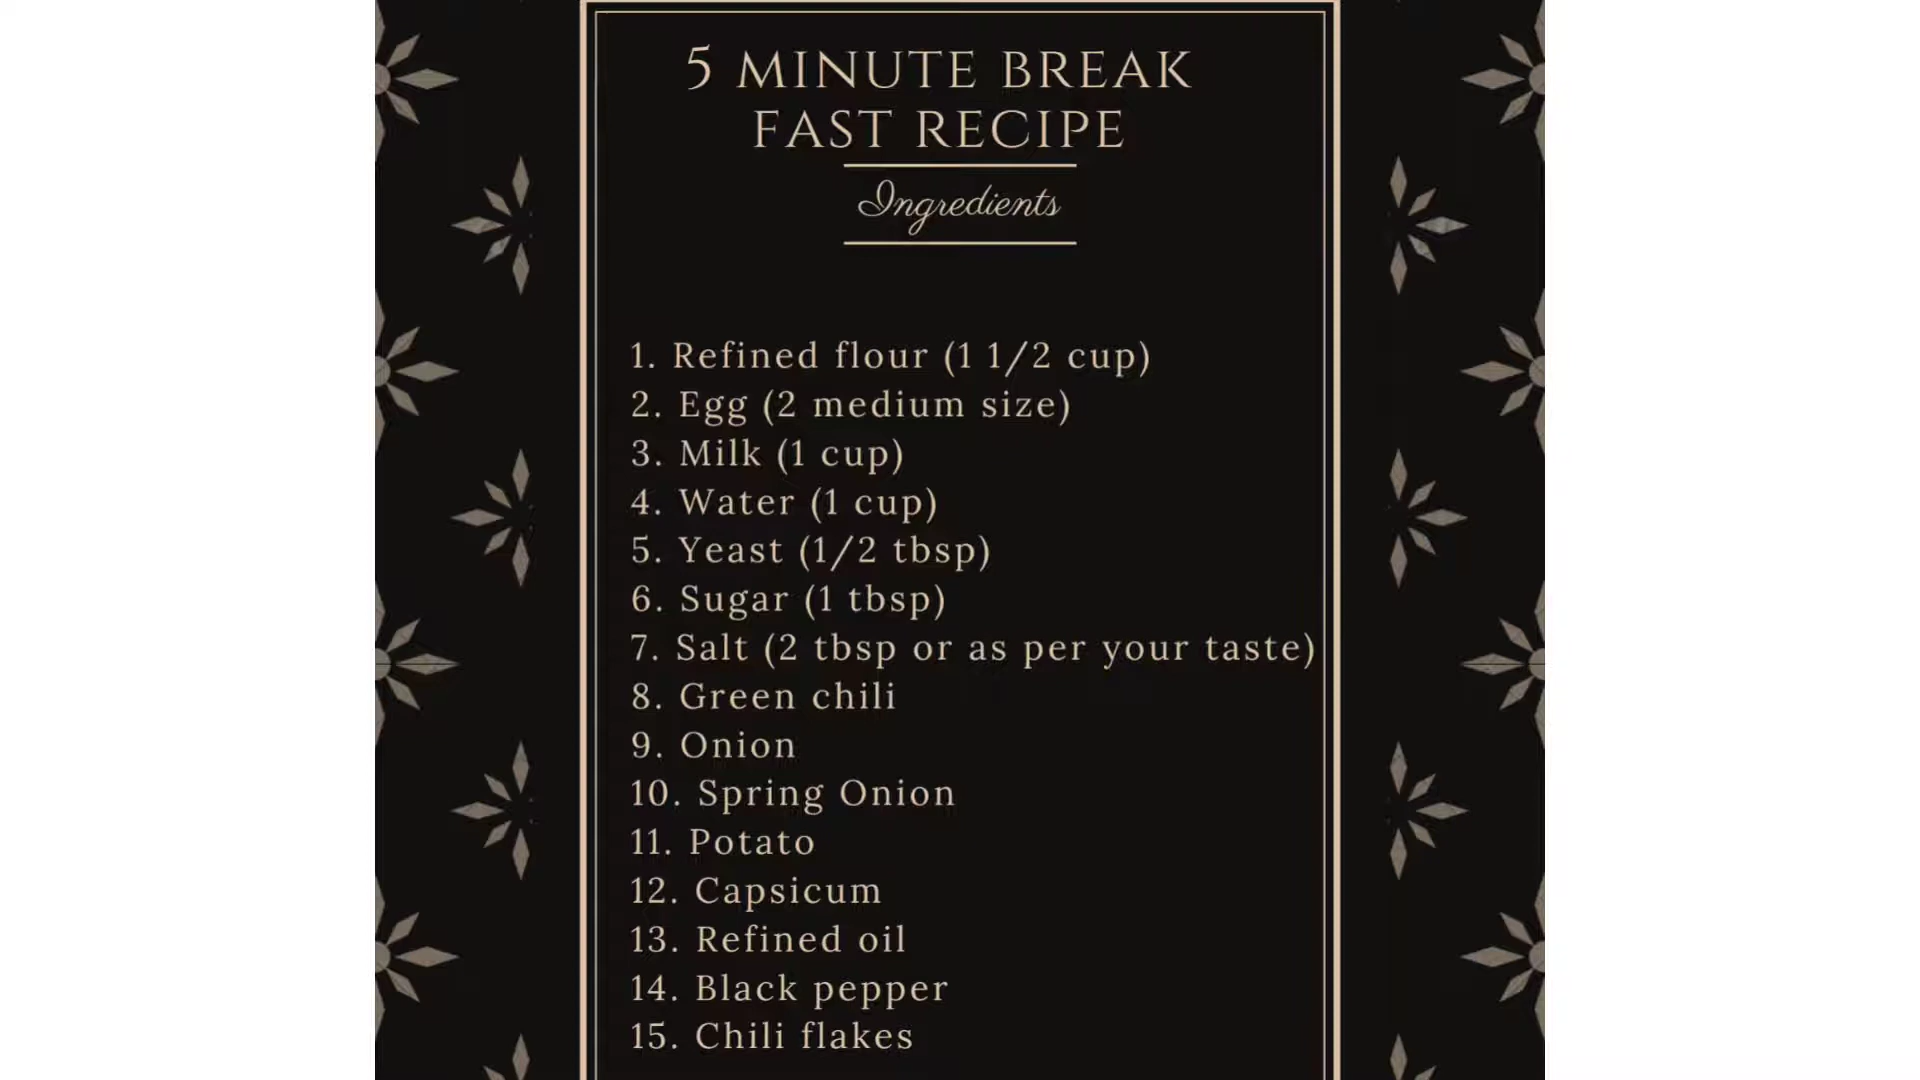 5 MINUTE BREAK
FAST RECIPE
Ingredients
1. Refined flour (1 1/2 cup)
2. Egg (2 medium size)
3. Milk (1 cup)
4. Water (1 cup)
5. Yeast (1/2 tbsp)
6. Sugar (1 tbsp)
7. Salt (2 tbsp or as per your taste)
8. Green chili
9. Onion
10. Spring Onion
11. Potato
12. Capsicum
13. Refined oil
14. Black pepper
15. Chili flakes